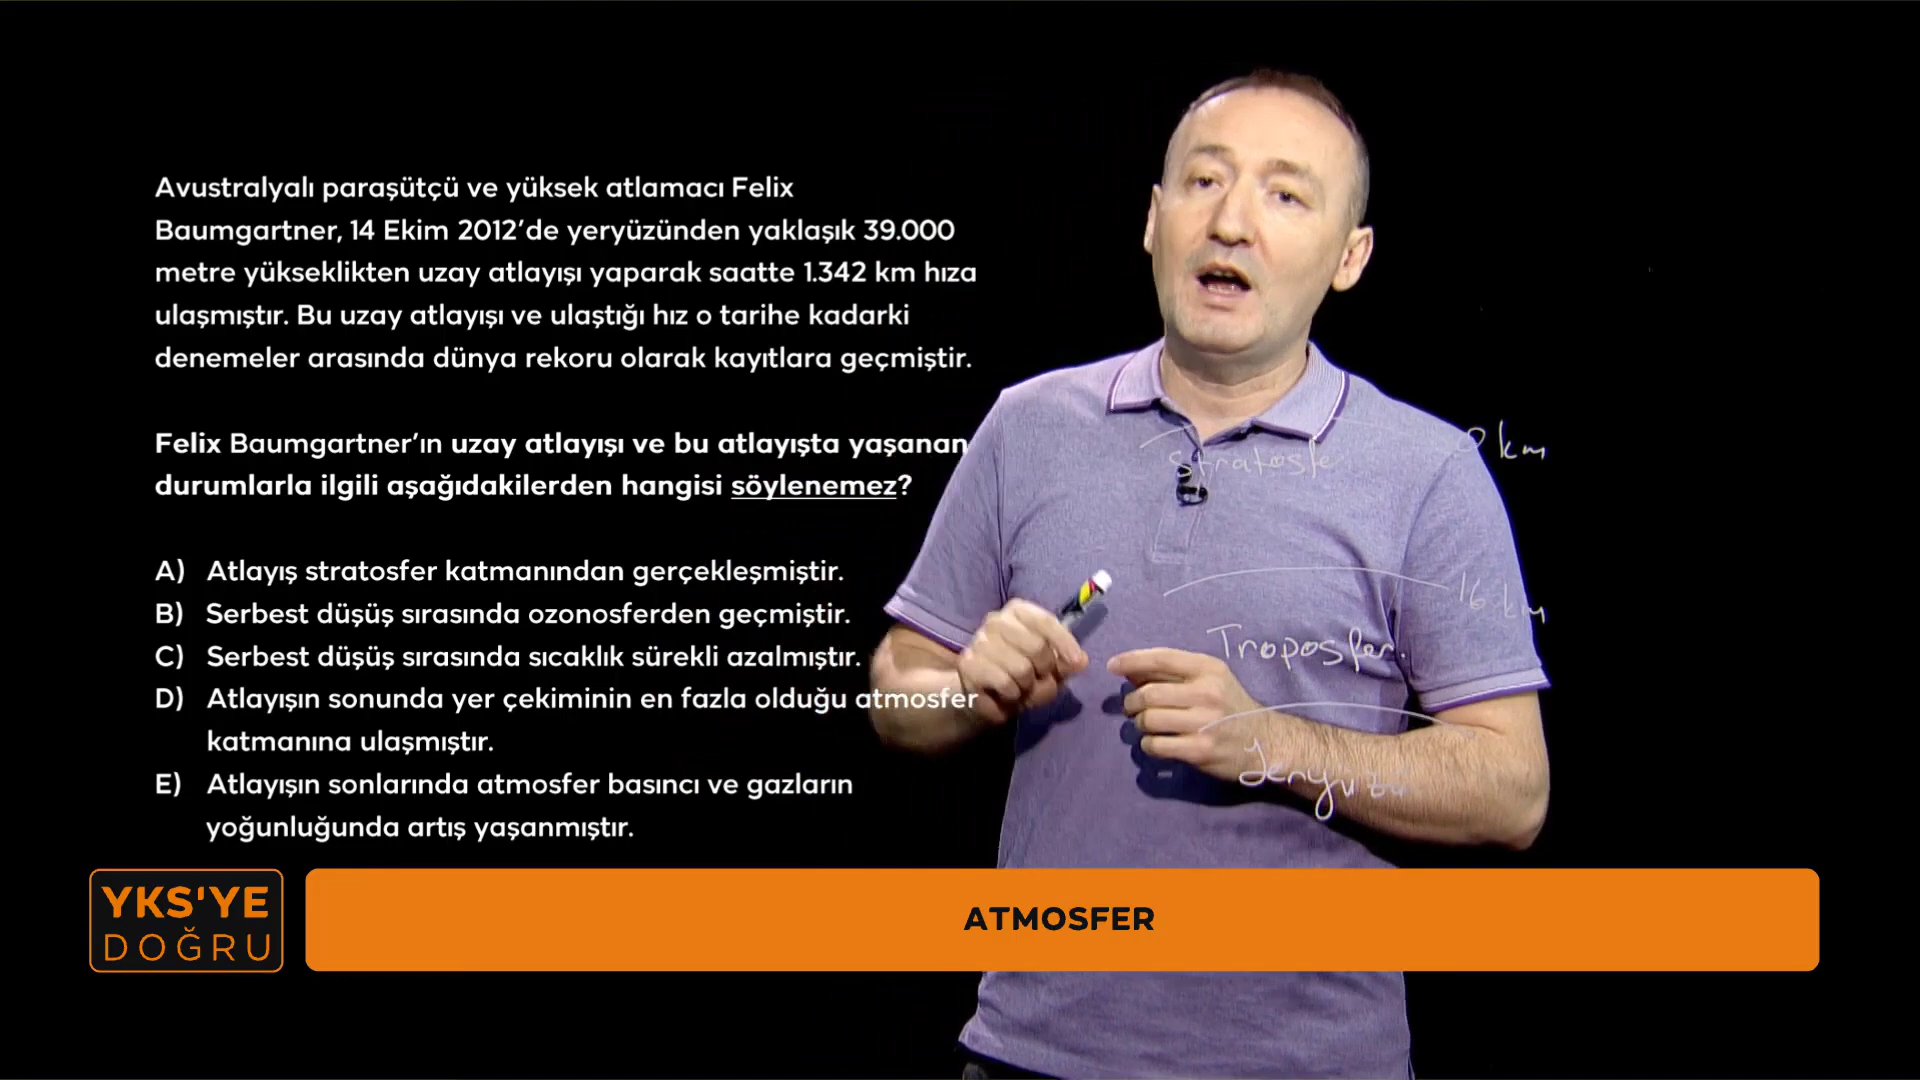 Avustralyalı paraşütçü ve yüksek atlamacı Felix
Baumgartner, 14 Ekim 2012’de yeryüzünden yaklaşık 39.000
metre yükseklikten uzay atlayışı yaparak saatte 1.342 km hıza
ulaşmıştır. Bu uzay atlayışı ve ulaştığı hız o tarihe kadarki
denemeler arasında dünya rekoru olarak kayıtlara geçmiştir.
Felix Baumgartner’ın uzay atlayışı ve bu atlayışta yaşanan
durumlarla ilgili aşağıdakilerden hangisi söylenemez?
A) Atlayış stratosfer katmanından gerçekleşmiştir.
B) Serbest düşüş sırasında ozonosferden geçmiştir.
C) Serbest düşüş sırasında sıcaklık sürekli azalmıştır.
D) Atlayışın sonunda yer çekiminin en fazla olduğu atmosfer
katmanına ulaşmıştır.
E) Atlayışın sonlarında atmosfer basıncı ve gazların
yoğunluğunda artış yaşanmıştır.
km
stratosfe
16 km
Troposfer.
Yeryüzü
YKS'YE
DOĞRU
ATMOSFER